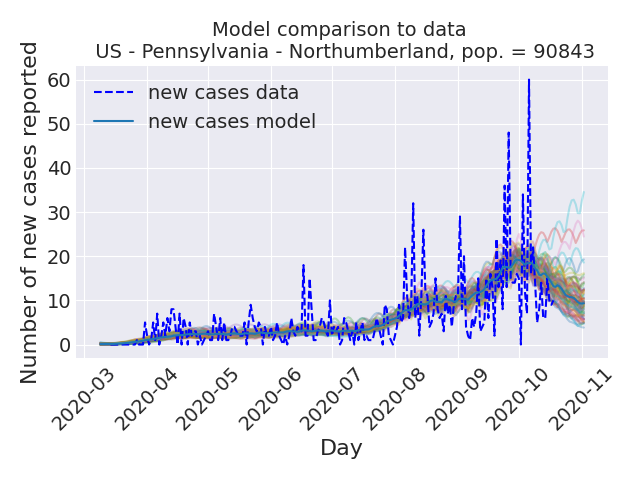 Model comparison to data
US - Pennsylvania - Northumberland, pop. = 90843
Number of new cases reported
60
50
40
30
20
10
0
new cases data
new cases model
2020-03
2020-04
2020-05
2020-06
2020-07
2020-08
2020-09
2020-10
2020-11
Day